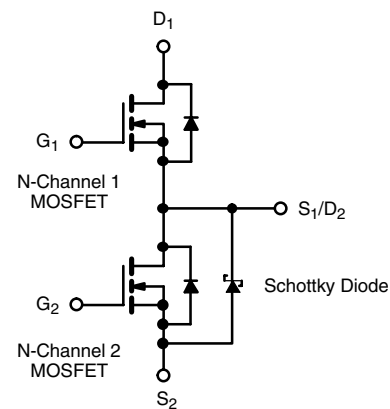 D1
G1
N-Channel 1
MOSFET
S1/D2
G2
Schottky Diode
N-Channel 2
MOSFET
S2